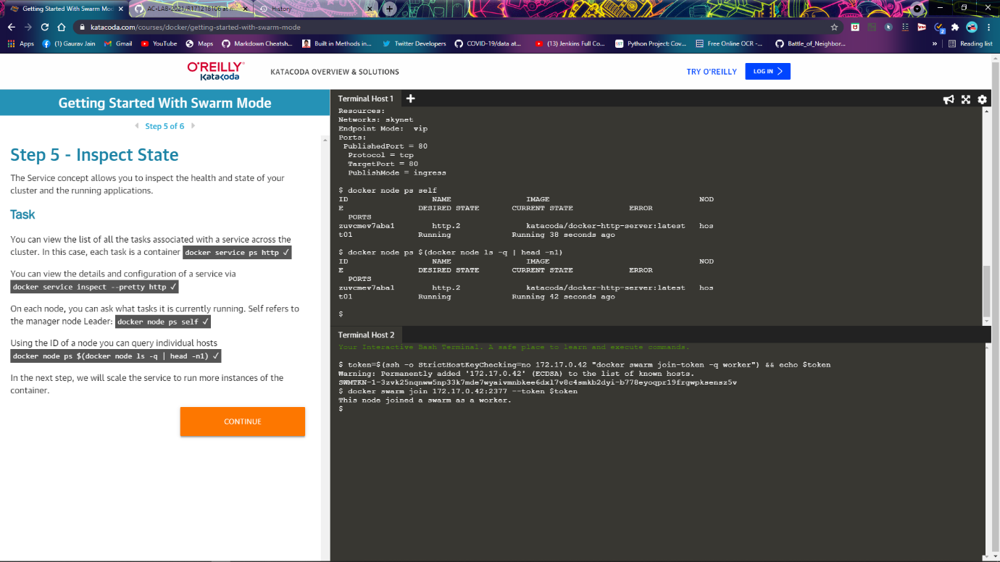 Getting Started With Swarm Mod
AC-LAB-2021/R171218106 at
History
katacoda.com/courses/docker/getting-started-with-swarm-mode
Apps
(1) Gaurav Jain
Gmail
YouTube
Maps
Markdown Cheatsh...
Built in Methods in...
Twitter Developers
COVID-19/data at...
(13) Jenkins Full Co...
Python Project: Cov...
Free Online OCR -...
Battle_of_Neighbor...
»
Reading list
O'REILLY
KataKoda
KATACODA OVERVIEW & SOLUTIONS
TRY O'REILLY
LOG IN
Getting Started With Swarm Mode
Step 5 of 6
Step 5 - Inspect State
The Service concept allows you to inspect the health and state of your
cluster and the running applications.
Task
You can view the list of all the tasks associated with a service across the
cluster. In this case, each task is a container docker service ps http ✓
You can view the details and configuration of a service via
docker service inspect --pretty http ✓
On each node, you can ask what tasks it is currently running. Self refers to
the manager node Leader: docker node ps self ✓
Using the ID of a node you can query individual hosts
docker node ps $(docker node ls -q | head -n1) ✓
In the next step, we will scale the service to run more instances of the
container.
CONTINUE
Terminal Host 1
Resources:
Networks: skynet
Endpoint Mode:  vip
Ports:
PublishedPort = 80
Protocol = tcp
TargetPort = 80
PublishMode = ingress
$ docker node ps self
ID NAME IMAGE NOD
E DESIRED STATE CURRENT STATE ERROR
PORTS
zuvcmev7aba1 http.2 katacoda/docker-http-server:latest hos
t01 Running Running 38 seconds ago
$ docker node ps $(docker node ls -q | head -n1)
ID NAME IMAGE NOD
E DESIRED STATE CURRENT STATE ERROR
PORTS
zuvcmev7aba1 http.2 katacoda/docker-http-server:latest hos
t01 Running Running 42 seconds ago
$
Terminal Host 2
Your Interactive Bash Terminal. A safe place to learn and execute commands.
$ token=$(ssh -o StrictHostKeyChecking=no 172.17.0.42 "docker swarm join-token -q worker") && echo $token
Warning: Permanently added '172.17.0.42' (ECDSA) to the list of known hosts.
SWMTKN-1-3zvk25nqnww5np33k7mde7wyaivmnbkee6dxl7v8c4smkb2dyi-b778eyoqpr19frgwpksensz5v
$ docker swarm join 172.17.0.42:2377 --token $token
This node joined a swarm as a worker.
$